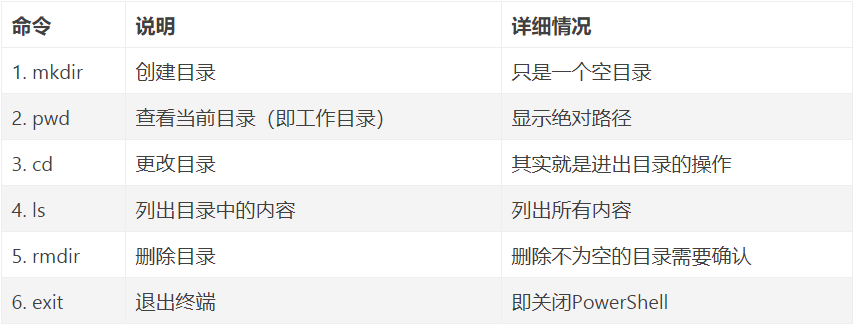 命令 说明 详细情况
1. mkdir 创建目录 只是一个空目录
2. pwd 查看当前目录（即工作目录） 显示绝对路径
3. cd 更改目录 其实就是进出目录的操作
4. ls 列出目录中的内容 列出所有内容
5. rmdir 删除目录 删除不为空的目录需要确认
6. exit 退出终端 即关闭PowerShell